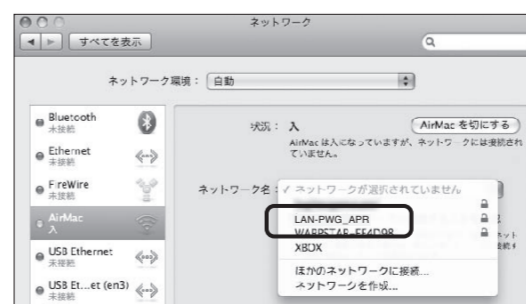 ネットワーク
すべてを表示
ネットワーク環境： 自動
Bluetooth
未接続
Ethernet
未接続
FireWire
未接続
AirMac
入
USB Ethernet
未接続
USB Et...et (en3)
未接続
状況： 入
AirMac を切にする
AirMac は入になっていますが、ネットワークには接続され
ていません。
ネットワーク名： ✓ ネットワークが選択されていません
LAN-PWG_APR
XBOX
ほかのネットワークに接続...
ネットワークを作成...